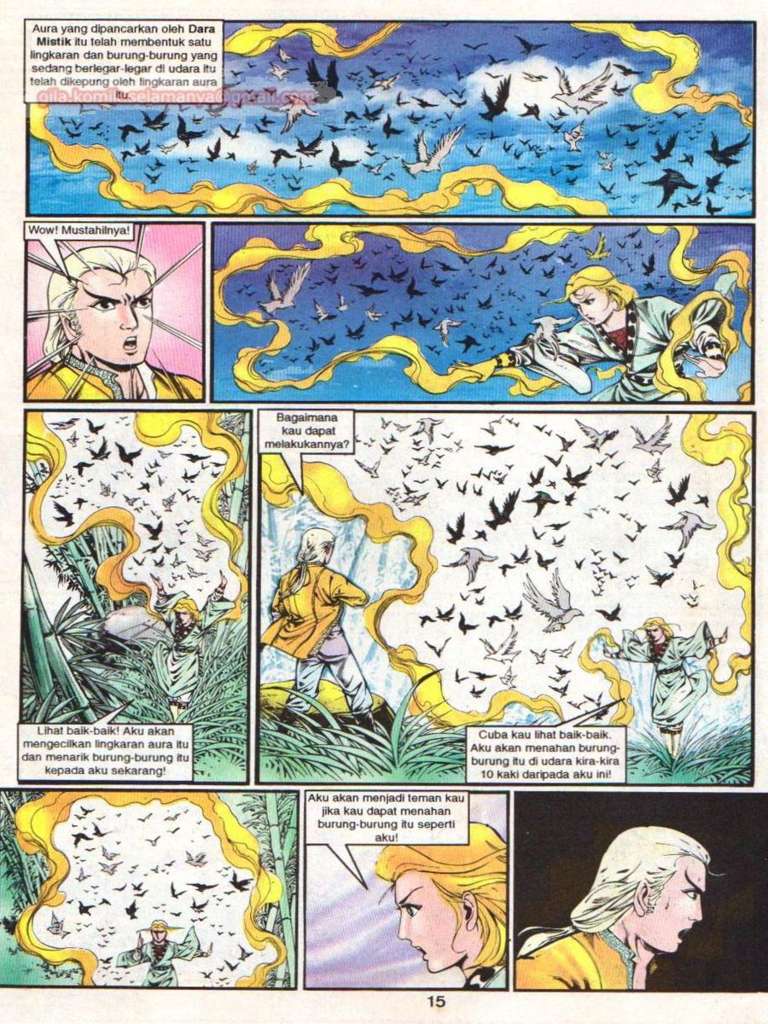 Aura yang dipancarkan oleh Dara
Mistik itu telah membentuk satu
lingkaran dan burung-burung yang
sedang berlegar-legar di udara itu
telah dikepung oleh lingkaran aura
itu.
Wow! Mustahilnya!
Bagaimana
kau dapat
melakukannya?
Lihat baik-baik! Aku akan
mengecilkan lingkaran aura itu
dan menarik burung-burung itu
kepada aku sekarang!
Cuba kau lihat baik-baik.
Aku akan menahan burung-
burung itu di udara kira-kira
10 kaki daripada aku ini!
Aku akan menjadi teman kau
jika kau dapat menahan
burung-burung itu seperti
aku!
15